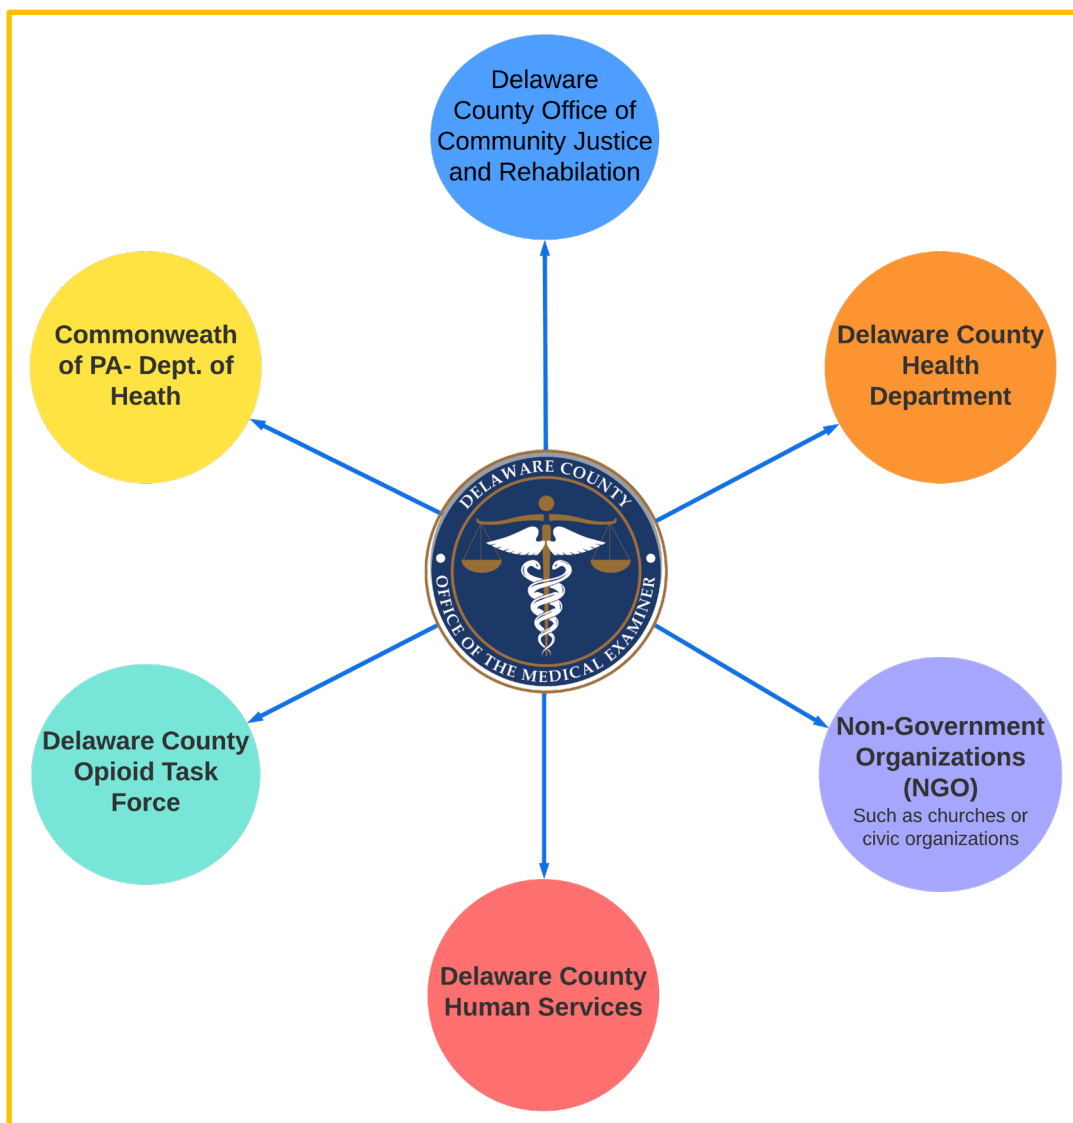 Delaware
County Office of
Community Justice
and Rehabilation
Commonweath
of PA- Dept. of
Heath
Delaware County
Health
Department
DELAWARE COUNTY
OFFICE OF THE MEDICAL EXAMINER
Delaware County
Opioid Task
Force
Non-Government
Organizations
(NGO)
Such as churches or
civic organizations
Delaware County
Human Services